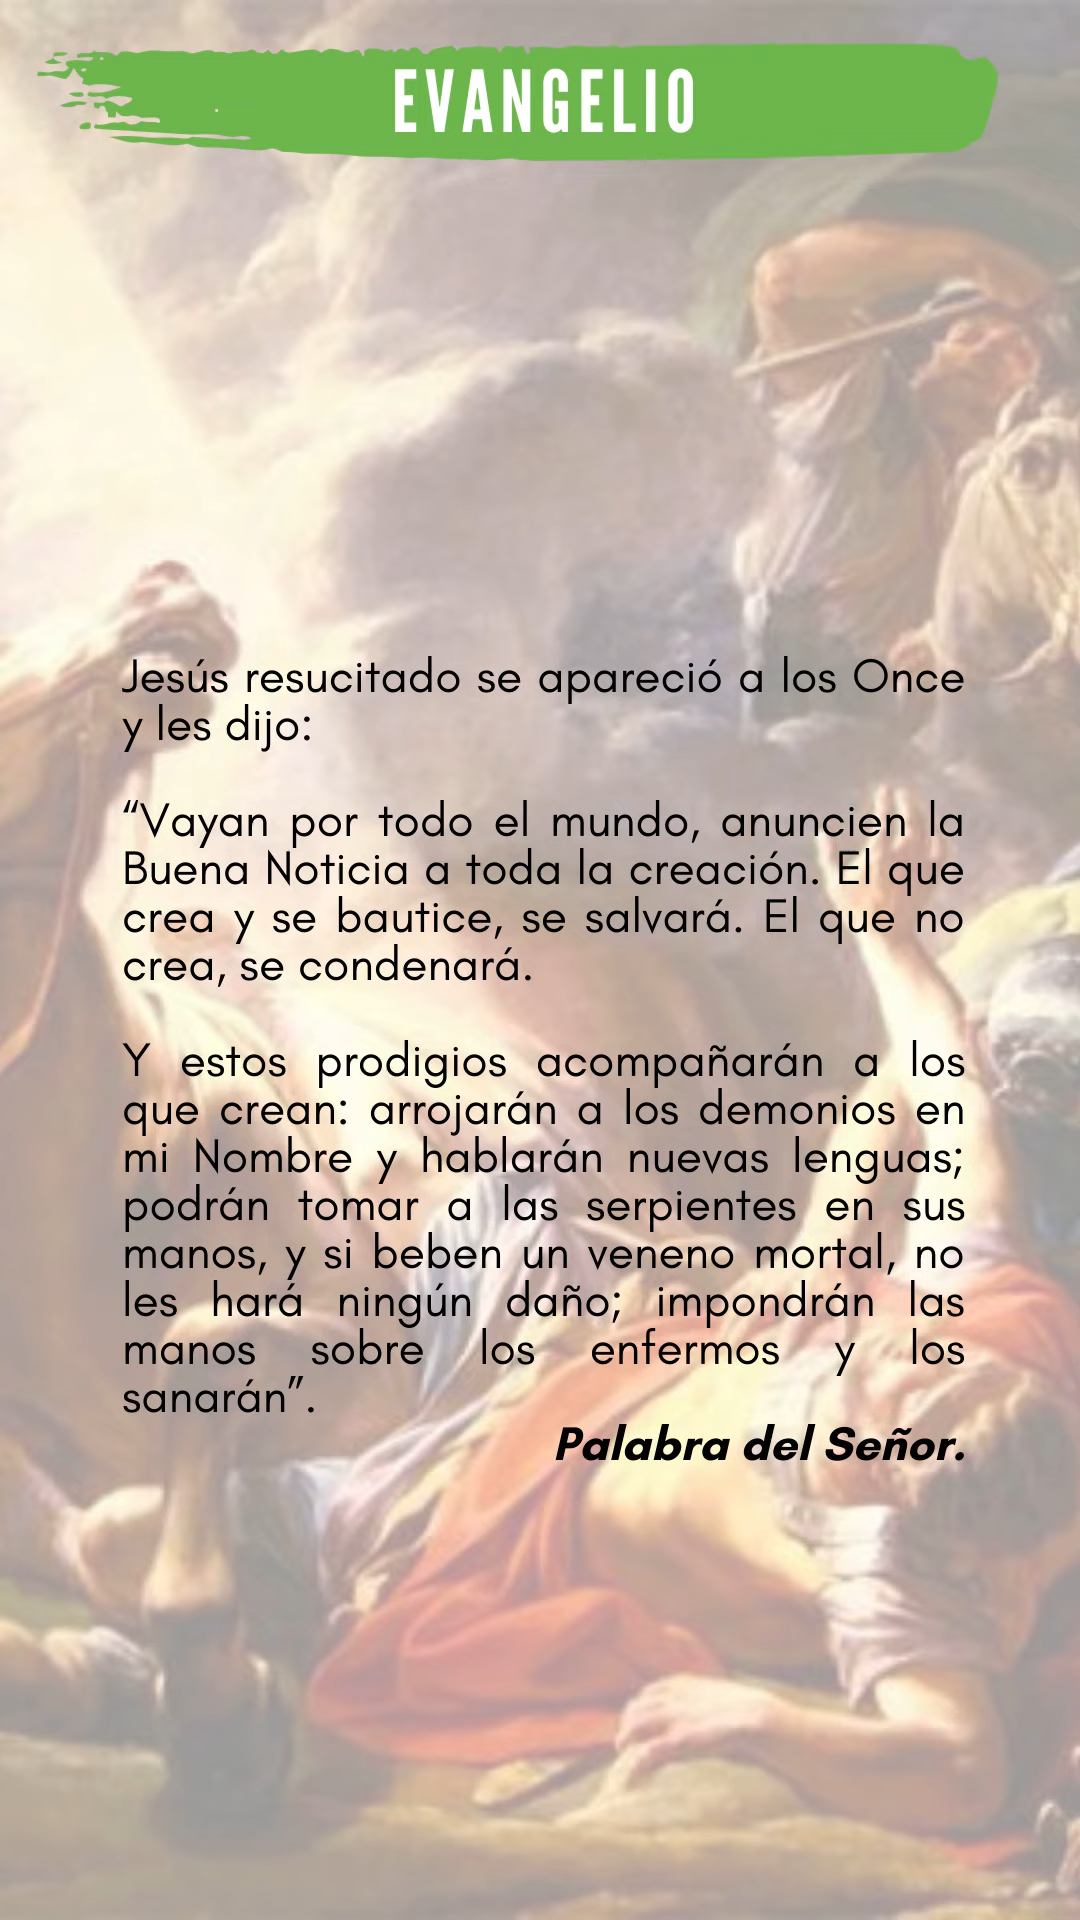 EVANGELIO
Jesús resucitado se apareció a los Once
y les dijo:
“Vayan por todo el mundo, anuncien la
Buena Noticia a toda la creación. El que
crea y se bautice, se salvará. El que no
crea, se condenará.
Y estos prodigios acompañarán a los
que crean: arrojarán a los demonios en
mi Nombre y hablarán nuevas lenguas;
podrán tomar a las serpientes en sus
manos, y si beben un veneno mortal, no
les hará ningún daño; impondrán las
manos sobre los enfermos y los
sanarán”.
Palabra del Señor.